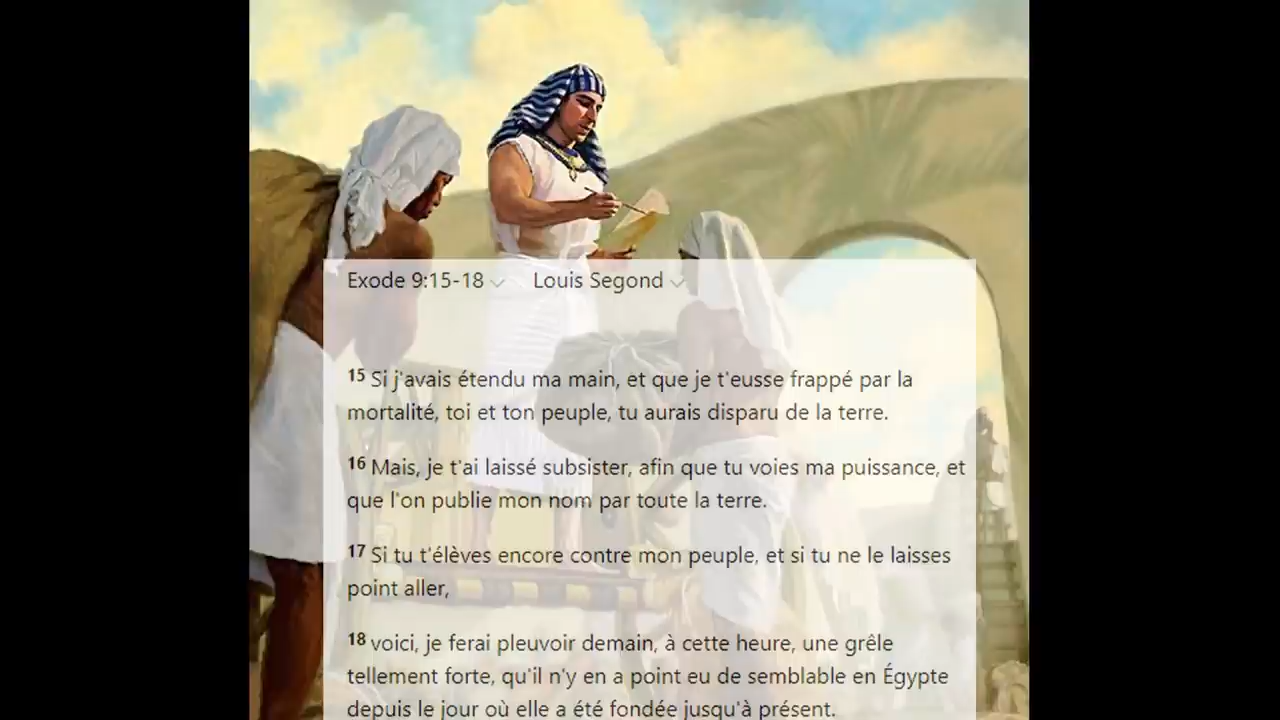 Exode 9:15-18 Louis Segond
15 Si j'avais étendu ma main, et que je t'eusse frappé par la
mortalité, toi et ton peuple, tu aurais disparu de la terre.
16 Mais, je t'ai laissé subsister, afin que tu voies ma puissance, et
que l'on publie mon nom par toute la terre.
17 Si tu t'élèves encore contre mon peuple, et si tu ne le laisses
point aller,
18 voici, je ferai pleuvoir demain, à cette heure, une grêle
tellement forte, qu'il n'y en a point eu de semblable en Égypte
depuis le jour où elle a été fondée jusqu'à présent.